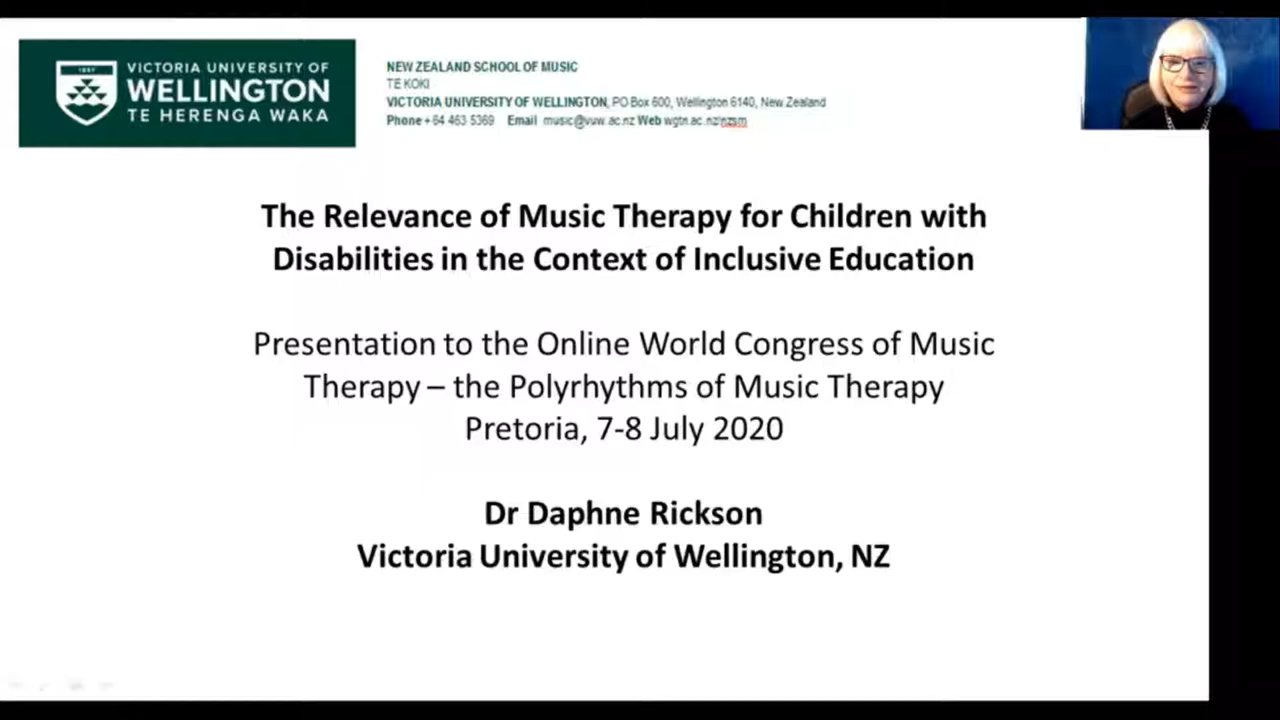 VICTORIA UNIVERSITY OF
WELLINGTON
TE HERENGA WAKA
1897
NEW ZEALAND SCHOOL OF MUSIC
TE KOKI
VICTORIA UNIVERSITY OF WELLINGTON, PO Box 600, Wellington 6140, New Zealand
Phone + 64 463 5369 Email music@vuw.ac.nz Web wgtn.ac.nz/nzsm
The Relevance of Music Therapy for Children with
Disabilities in the Context of Inclusive Education
Presentation to the Online World Congress of Music
Therapy – the Polyrhythms of Music Therapy
Pretoria, 7-8 July 2020
Dr Daphne Rickson
Victoria University of Wellington, NZ